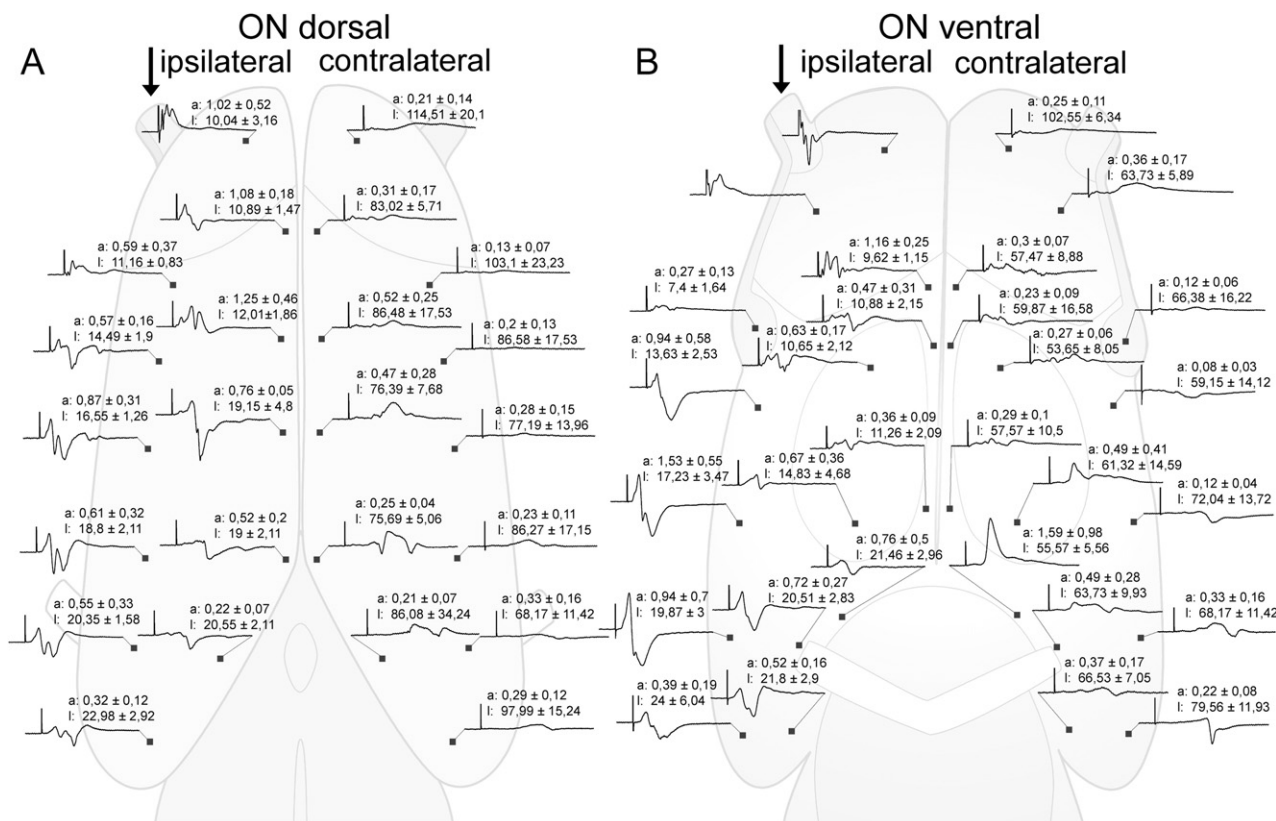 ON dorsal
A
ipsilateral
contralateral
a: 1,02 ± 0,52
l: 10,04 ± 3,16
a: 0,21 ± 0,14
l: 114,51 ± 20,1
a: 1,08 ± 0,18
l: 10,89 ± 1,47
a: 0,31 ± 0,17
l: 83,02 ± 5,71
a: 0,59 ± 0,37
l: 11,16 ± 0,83
a: 0,13 ± 0,07
l: 103,1 ± 23,23
a: 1,25 ± 0,46
l: 12,01±1,86
a: 0,52 ± 0,25
l: 86,48 ± 17,53
a: 0,57 ± 0,16
l: 14,49 ± 1,9
a: 0,2 ± 0,13
l: 86,58 ± 17,53
a: 0,87 ± 0,31
l: 16,55 ± 1,26
a: 0,76 ± 0,05
l: 19,15 ± 4,8
a: 0,47 ± 0,28
l: 76,39 ± 7,68
a: 0,28 ± 0,15
l: 77,19 ± 13,96
a: 0,61 ± 0,32
l: 18,8 ± 2,11
a: 0,52 ± 0,2
l: 19 ± 2,11
a: 0,25 ± 0,04
l: 75,69 ± 5,06
a: 0,23 ± 0,11
l: 86,27 ± 17,15
a: 0,55 ± 0,33
l: 20,35 ± 1,58
a: 0,22 ± 0,07
l: 20,55 ± 2,11
a: 0,21 ± 0,07
l: 86,08 ± 34,24
a: 0,33 ± 0,16
l: 68,17 ± 11,42
a: 0,32 ± 0,12
l: 22,98 ± 2,92
a: 0,29 ± 0,12
l: 97,99 ± 15,24
ON ventral
B
ipsilateral
contralateral
a: 0,25 ± 0,11
l: 102,55 ± 6,34
a: 0,36 ± 0,17
l: 63,73 ± 5,89
a: 1,16 ± 0,25
l: 9,62 ± 1,15
a: 0,3 ± 0,07
l: 57,47 ± 8,88
a: 0,27 ± 0,13
l: 7,4 ± 1,64
a: 0,47 ± 0,31
l: 10,88 ± 2,15
a: 0,23 ± 0,09
l: 59,87 ± 16,58
a: 0,12 ± 0,06
l: 66,38 ± 16,22
a: 0,94 ± 0,58
l: 13,63 ± 2,53
a: 0,63 ± 0,17
l: 10,65 ± 2,12
a: 0,27 ± 0,06
l: 53,65 ± 8,05
a: 0,08 ± 0,03
l: 59,15 ± 14,12
a: 0,36 ± 0,09
l: 11,26 ± 2,09
a: 0,29 ± 0,1
l: 57,57 ± 10,5
a: 1,53 ± 0,55
l: 17,23 ± 3,47
a: 0,67 ± 0,36
l: 14,83 ± 4,68
a: 0,49 ± 0,41
l: 61,32 ± 14,59
a: 0,12 ± 0,04
l: 72,04 ± 13,72
a: 0,76 ± 0,5
l: 21,46 ± 2,96
a: 1,59 ± 0,98
l: 55,57 ± 5,56
a: 0,94 ± 0,7
l: 19,87 ± 3
a: 0,72 ± 0,27
l: 20,51 ± 2,83
a: 0,49 ± 0,28
l: 63,73 ± 9,93
a: 0,33 ± 0,16
l: 68,17 ± 11,42
a: 0,39 ± 0,19
l: 24 ± 6,04
a: 0,52 ± 0,16
l: 21,8 ± 2,9
a: 0,37 ± 0,17
l: 66,53 ± 7,05
a: 0,22 ± 0,08
l: 79,56 ± 11,93